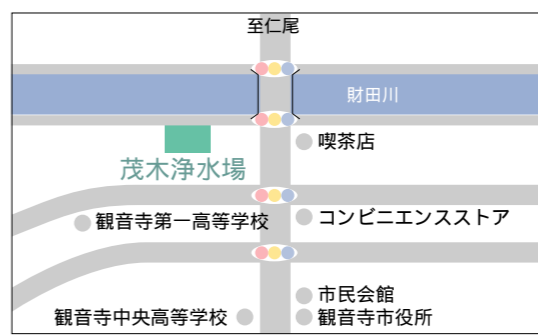 至仁尾
財田川
喫茶店
茂木浄水場
コンビニエンスストア
観音寺第一高等学校
市民会館
観音寺中央高等学校
観音寺市役所